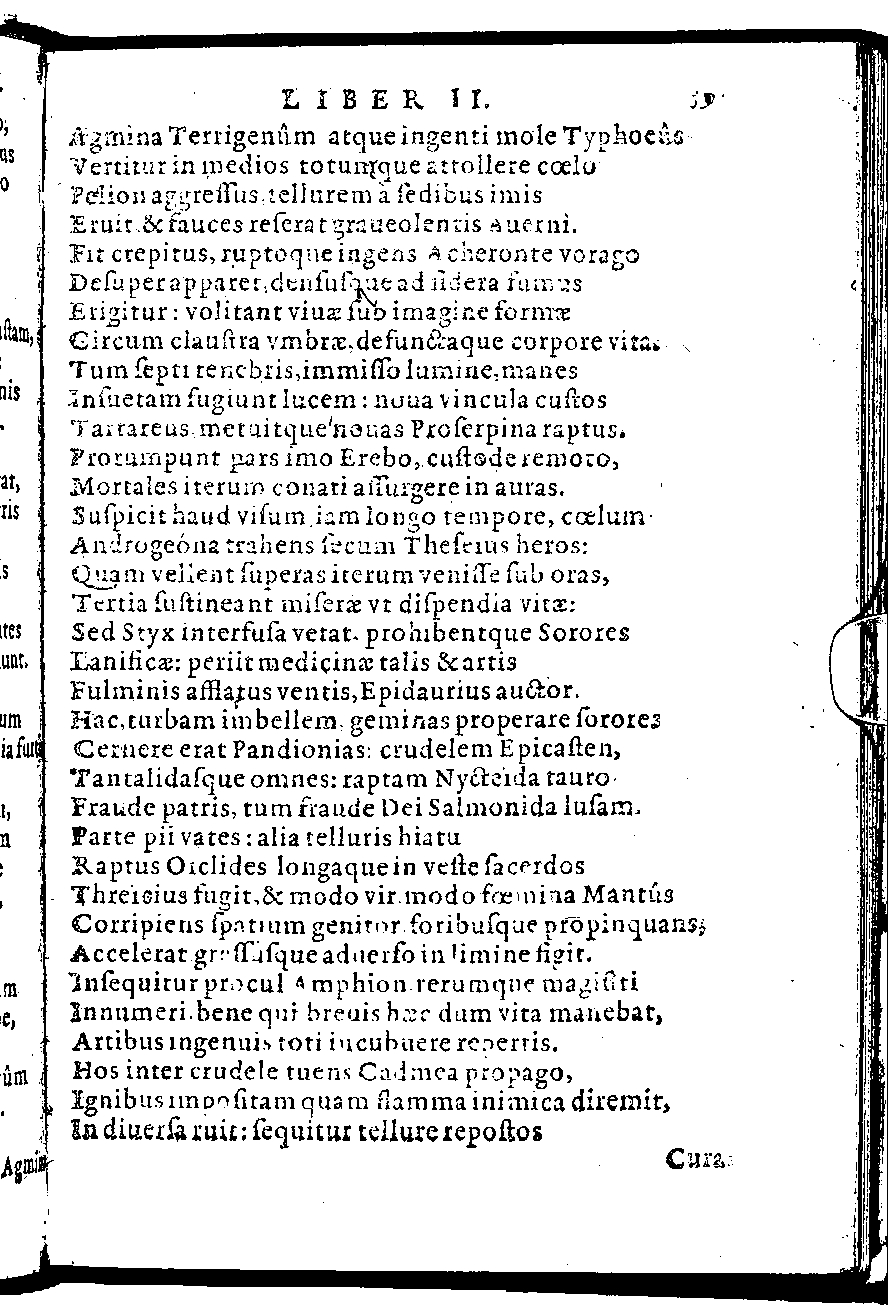 LIBER II.
Agmina Terrigenûm atque ingenti mole Typhoeûs
Vertitur in medios totumque attollere cœlo
Pelion aggreſſus, tellurem à ſedibus imis
Eruit, & fauces reſerat graueolentis Auerni.
Fit crepitus, ruptoque ingens Acheronte vorago
Deſuper apparet, denſuſque ad ſidera fumus
Erigitur: volitant viuæ ſub imagine formæ
Circum clauſtra vmbræ, defunctaque corpore vita.
Tum ſepti tenebris, immiſſo lumine, manes
Inſuetam fugiunt lucem: noua vincula cuſtos
Tartareus, metuitque nouas Proſerpina raptus.
Prorumpunt pars imo Erebo, cuſtode remoto,
Mortales iterum conati aſſurgere in auras.
Suſpicit haud viſum iam longo tempore, cœlum
Androgeóna trahens ſecum Theſeius heros:
Quam vellent ſuperas iterum veniſſe ſub oras,
Tertia ſuſtineant miſeræ vt diſpendia vitæ:
Sed Styx interfuſa vetat, prohibentque Sorores
Lanificæ: periit medicinæ talis & artis
Fulminis afflatus ventis, Epidaurius auctor.
Hac, turbam imbellem, geminas properare ſorores
Cernere erat Pandionias: crudelem Epicaſten,
Tantalidaſque omnes: raptam Nycteida tauro
Fraude patris, tum fraude Dei Salmonida luſam.
Parte pii vates: alia telluris hiatu
Raptus Oiclides longaque in veſte ſacerdos
Threicius fugit, & modo vir modo fœmina Mantûs
Corripiens ſpatium genitor, foribuſque propinquans,
Accelerat greſſuſque aduerſo in limine figit.
Inſequitur procul Amphion, rerumque magiſtri
Innumeri, bene qui breuis hæc dum vita manebat,
Artibus ingenuis toti incubuere repertis.
Hos inter crudele tuens Cadmea propago,
Ignibus impoſitam quam flamma inimica diremit,
In diuerſa ruit: ſequitur tellure repoſtos
Cura